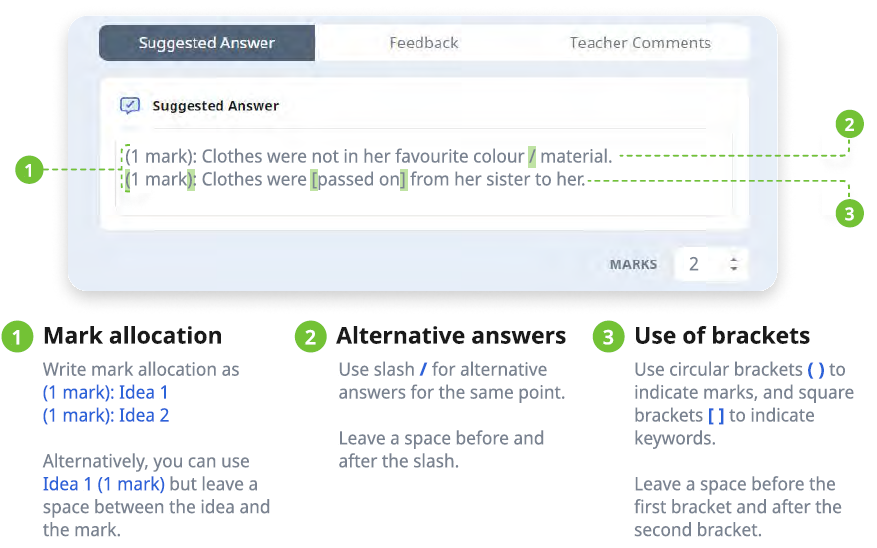 Suggested Answer
Feedback
Teacher Comments
Suggested Answer
(1 mark): Clothes were not in her favourite colour / material.
(1 mark): Clothes were [passed on] from her sister to her.
1
2
3
MARKS 2
1 Mark allocation
Write mark allocation as
(1 mark): Idea 1
(1 mark): Idea 2
Alternatively, you can use
Idea 1 (1 mark) but leave a
space between the idea and
the mark.
2 Alternative answers
Use slash / for alternative
answers for the same point.
Leave a space before and
after the slash.
3 Use of brackets
Use circular brackets ( ) to
indicate marks, and square
brackets [ ] to indicate
keywords.
Leave a space before the
first bracket and after the
second bracket.